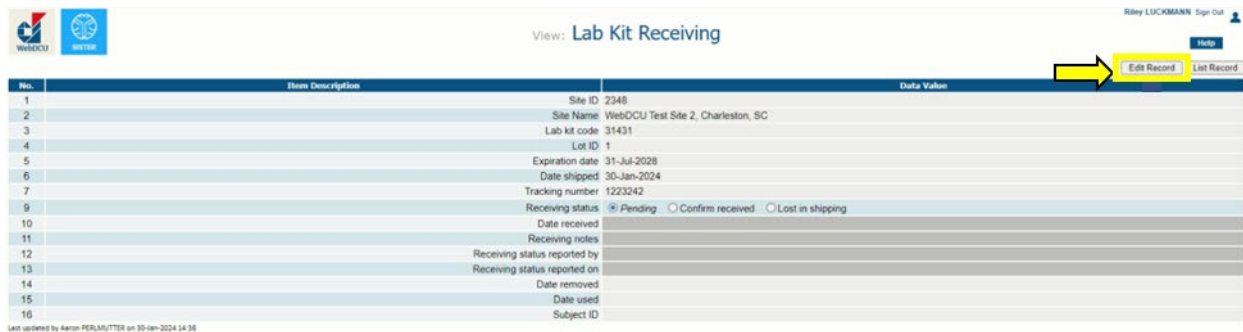 Riley LUCKMANN Sign Out
WebDCU
SISTER
View: Lab Kit Receiving
Help
Edit Record List Record
No. Item Description Data Value
1 Site ID 2348
2 Site Name WebDCU Test Site 2, Charleston, SC
3 Lab kit code 31431
4 Lot ID 1
5 Expiration date 31-Jul-2028
6 Date shipped 30-Jan-2024
7 Tracking number 1223242
9 Receiving status Pending Confirm received Lost in shipping
10 Date received
11 Receiving notes
12 Receiving status reported by
13 Receiving status reported on
14 Date removed
15 Date used
16 Subject ID
Last updated by Aaron PERLMUTTER on 30-Jan-2024 14:36